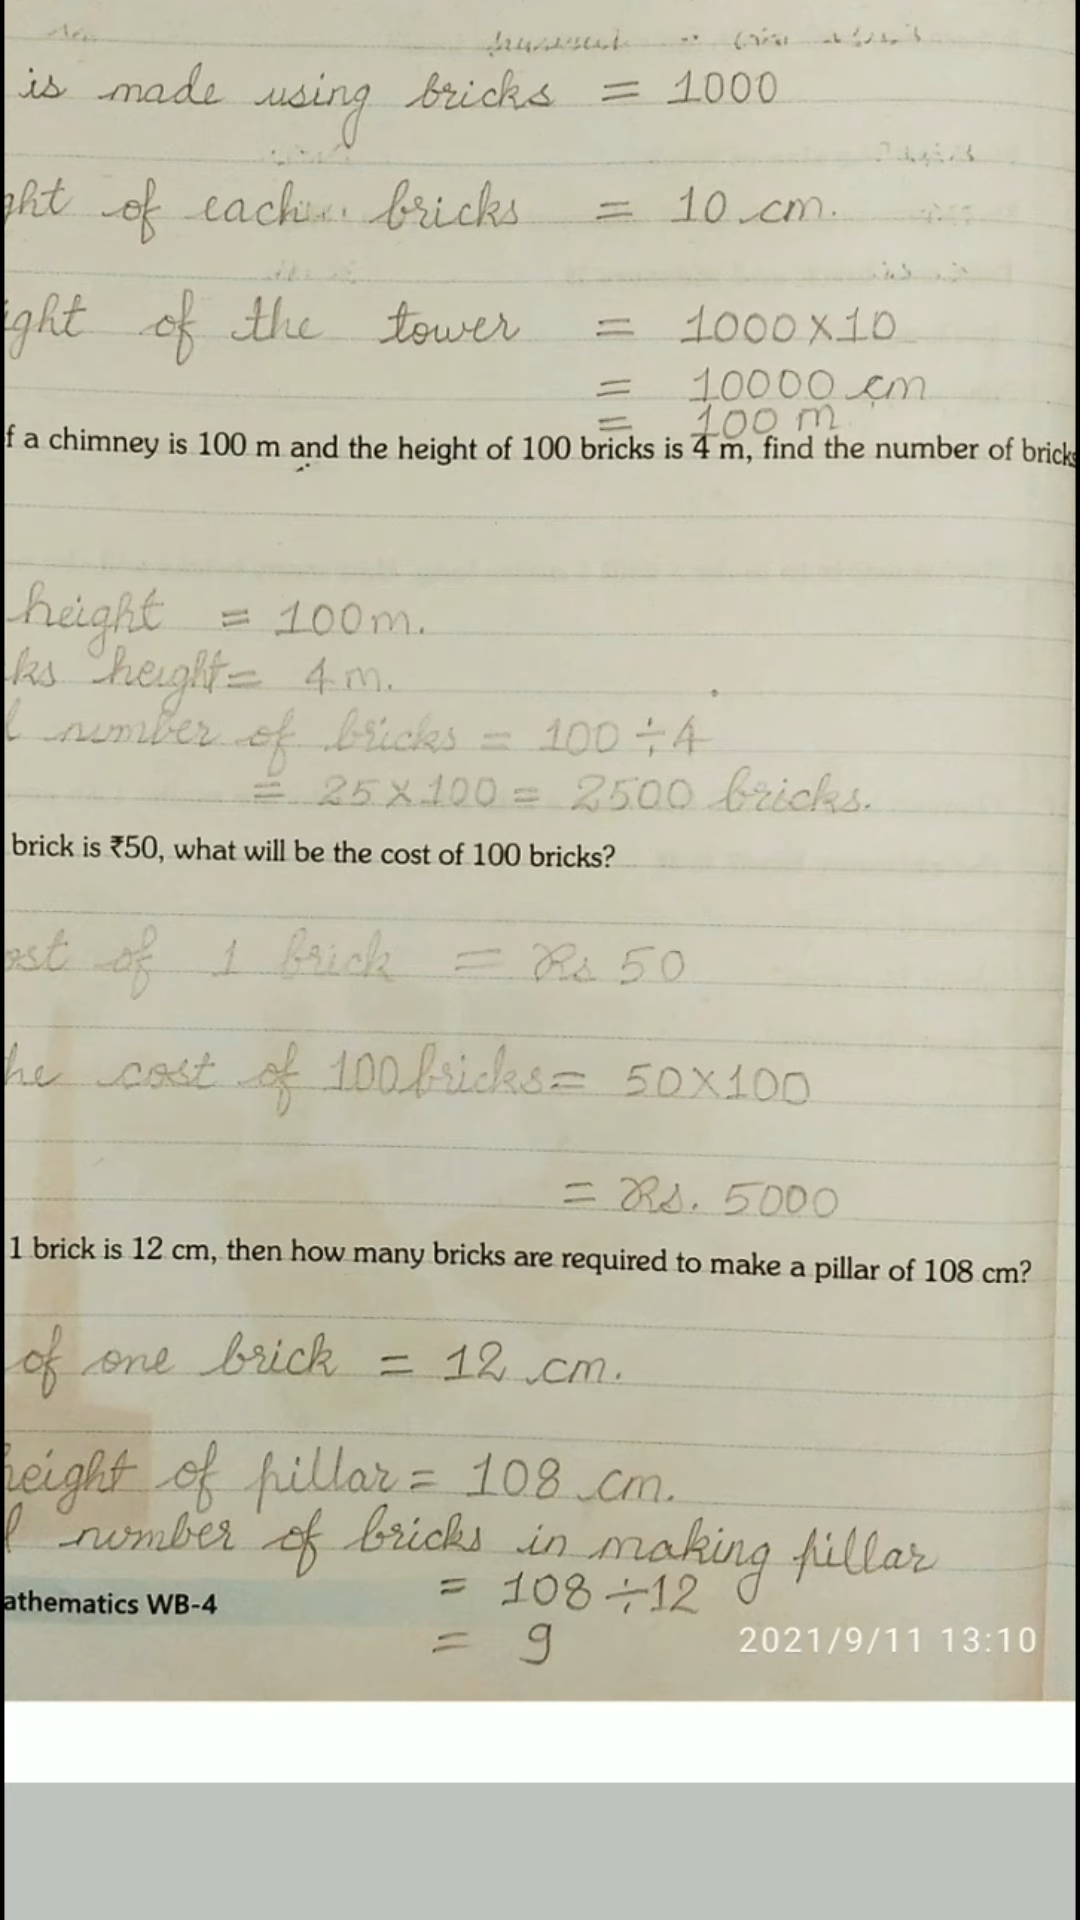 is made using bricks = 1000
ght of each bricks = 10 cm.
ight of the tower = 1000 x 10
= 10000 cm
= 100 m
f a chimney is 100 m and the height of 100 bricks is 4 m, find the number of bricks
height = 100 m.
ks height = 4 m.
l number of bricks = 100 ÷ 4
= 25 x 100 = 2500 bricks.
brick is ₹50, what will be the cost of 100 bricks?
ost of 1 brick = Rs 50
he cost of 100 bricks = 50 x 100
= Rs. 5000
1 brick is 12 cm, then how many bricks are required to make a pillar of 108 cm?
of one brick = 12 cm.
height of pillar = 108 cm.
l number of bricks in making pillar
= 108 ÷ 12
athematics WB-4
= 9
2021/9/11 13:10